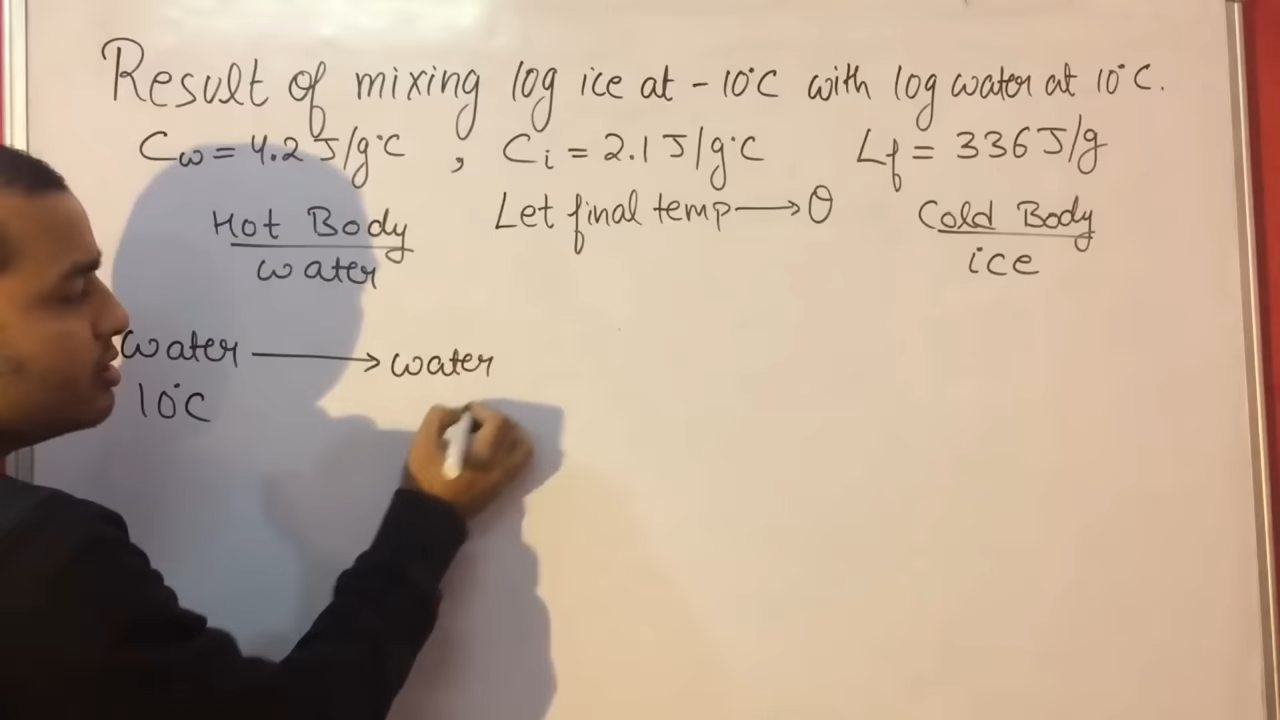 Result of mixing 10g ice at -10°C with 10g water at 10°C.
Cw = 4.2 J/g°C , Ci = 2.1 J/g°C Lf = 336 J/g
Hot Body Let final temp → θ Cold Body
water ice
water → water
10°C